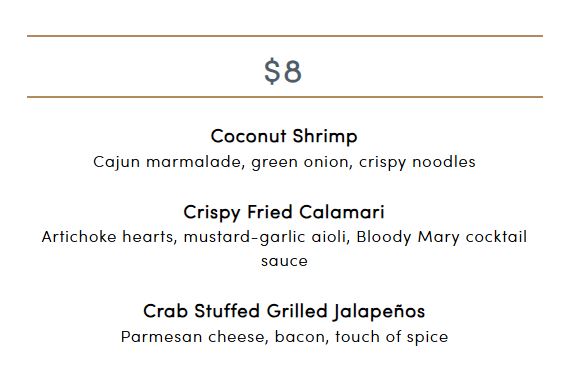 $8
Coconut Shrimp
Cajun marmalade, green onion, crispy noodles
Crispy Fried Calamari
Artichoke hearts, mustard-garlic aioli, Bloody Mary cocktail
sauce
Crab Stuffed Grilled Jalapeños
Parmesan cheese, bacon, touch of spice